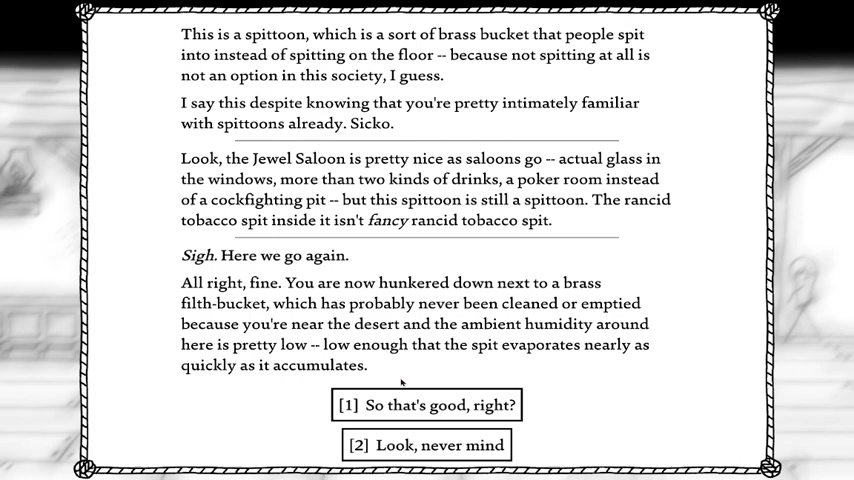 This is a spittoon, which is a sort of brass bucket that people spit
into instead of spitting on the floor -- because not spitting at all is
not an option in this society, I guess.
I say this despite knowing that you're pretty intimately familiar
with spittoons already. Sicko.
Look, the Jewel Saloon is pretty nice as saloons go -- actual glass in
the windows, more than two kinds of drinks, a poker room instead
of a cockfighting pit -- but this spittoon is still a spittoon. The rancid
tobacco spit inside it isn't fancy rancid tobacco spit.
Sigh. Here we go again.
All right, fine. You are now hunkered down next to a brass
filth-bucket, which has probably never been cleaned or emptied
because you're near the desert and the ambient humidity around
here is pretty low -- low enough that the spit evaporates nearly as
quickly as it accumulates.
[1] So that's good, right?
[2] Look, never mind